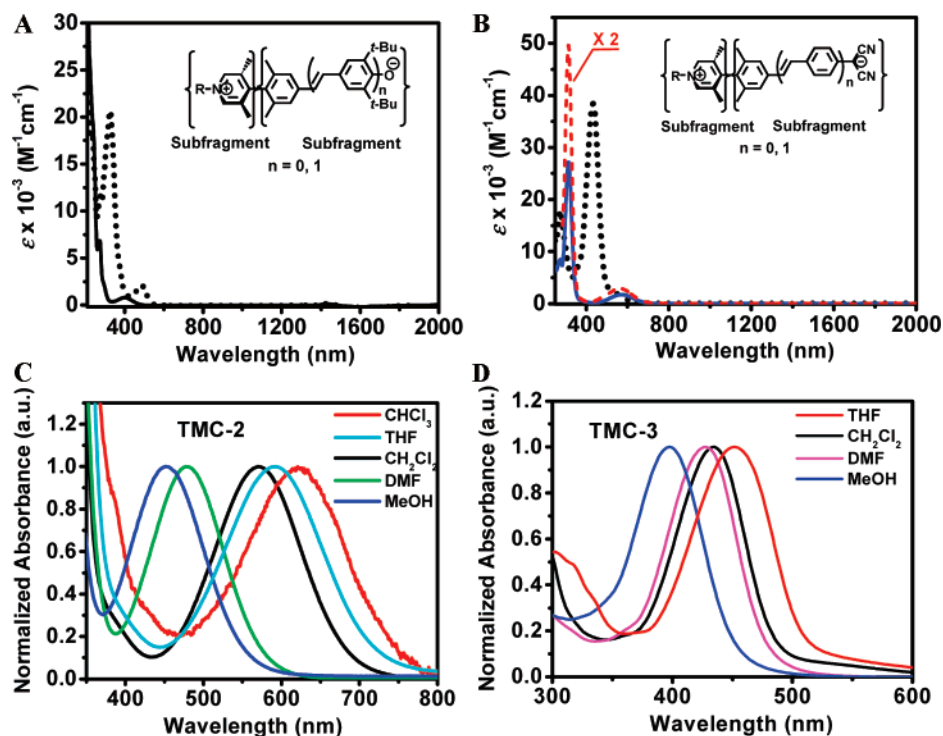 A
30
25
20
15
10
5
0
ε x 10⁻³ (M⁻¹cm⁻¹)
400 800 1200 1600 2000
Wavelength (nm)
R-N
t-Bu
O
n
t-Bu
Subfragment Subfragment
n = 0, 1
B
50
40
30
20
10
0
ε x 10⁻³ (M⁻¹cm⁻¹)
400 800 1200 1600 2000
Wavelength (nm)
X 2
R-N
CN
n
CN
Subfragment Subfragment
n = 0, 1
C
1.2
1.0
0.8
0.6
0.4
0.2
0.0
Normalized Absorbance (a.u.)
400 500 600 700 800
Wavelength (nm)
TMC-2
CHCl₃
THF
CH₂Cl₂
DMF
MeOH
D
1.2
1.0
0.8
0.6
0.4
0.2
0.0
Normalized Absorbance (a.u.)
300 400 500 600
Wavelength (nm)
TMC-3
THF
CH₂Cl₂
DMF
MeOH